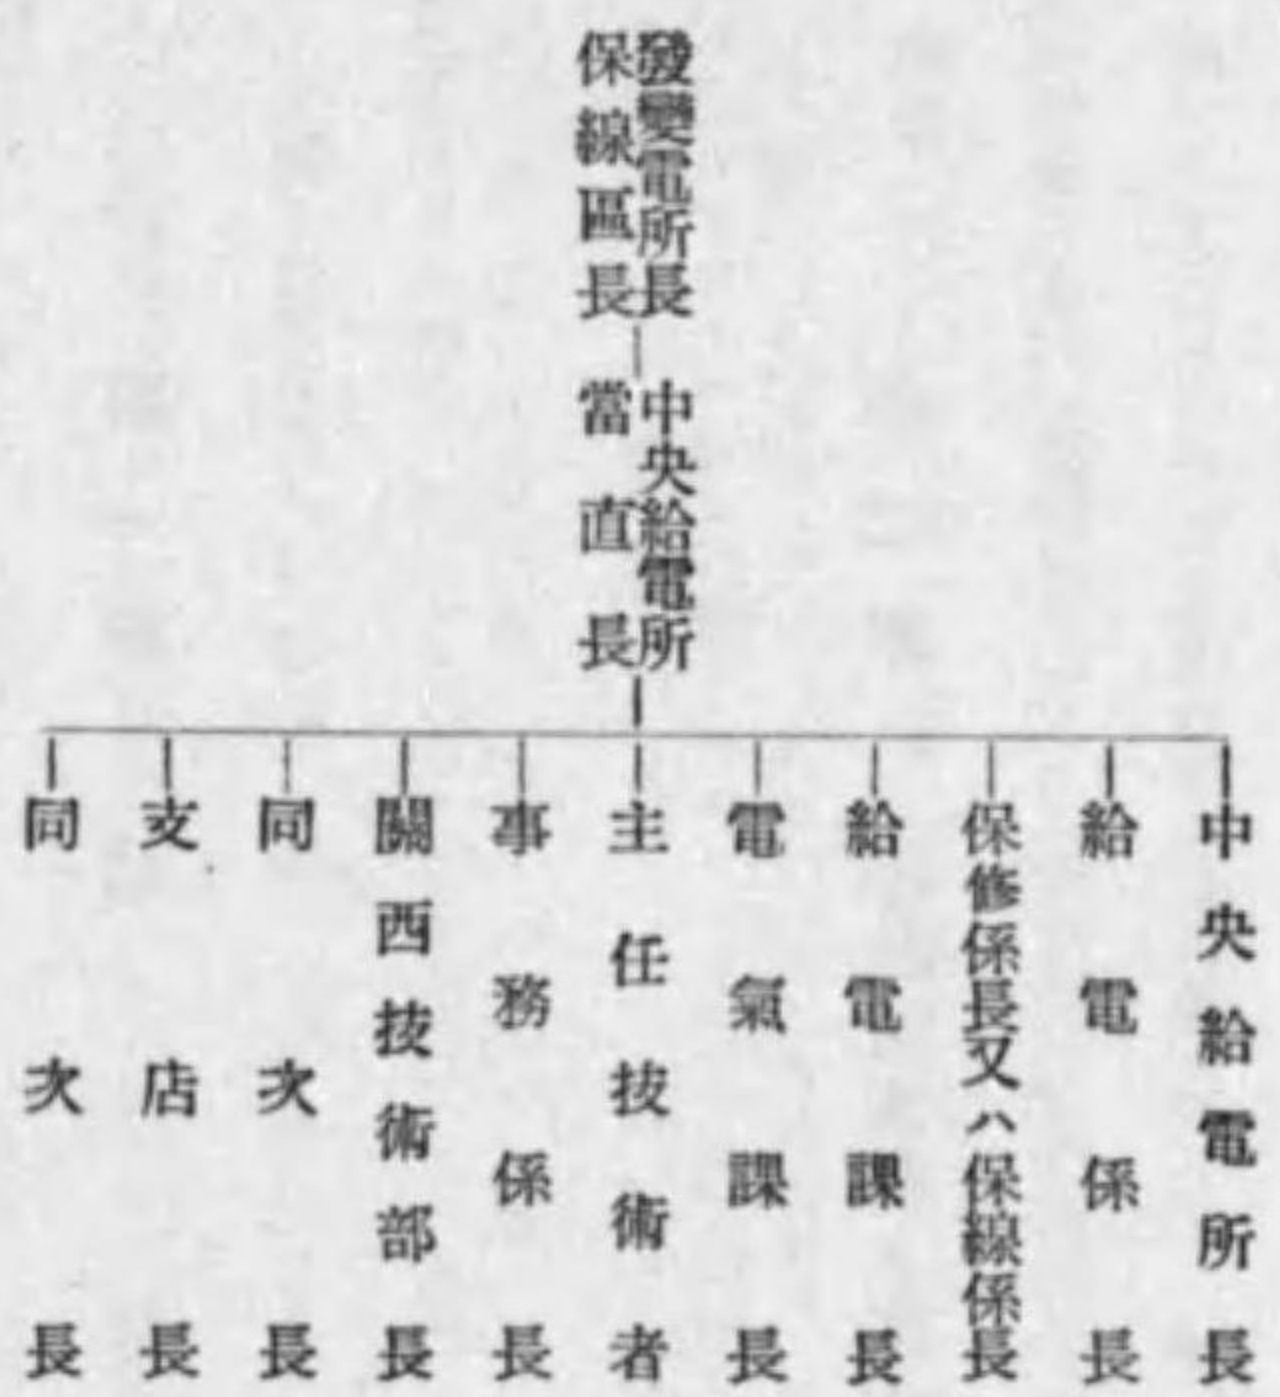 發變電所長
保線區長
中央給電所
當直長
中央給電所長
給電係長
保修係長又ハ保線係長
給電課長
電氣課長
主任技術者
事務係長
關西技術部長
同次長
支店長
同次長